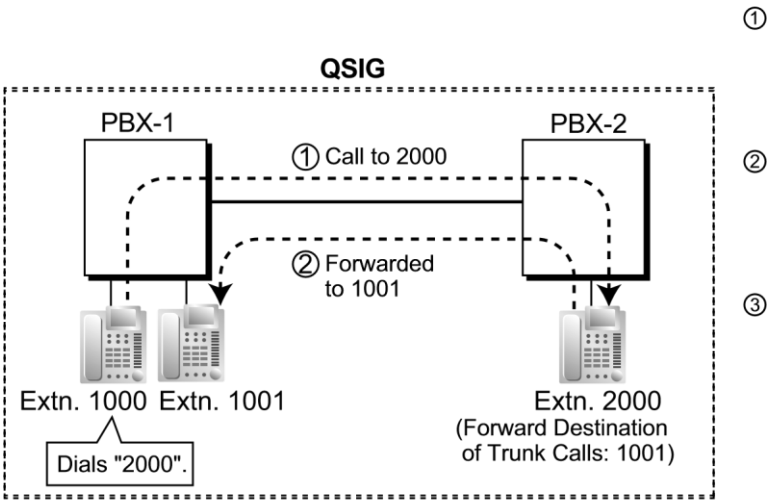 ①
QSIG
PBX-1
PBX-2
① Call to 2000
②
② Forwarded
to 1001
③
Extn. 1000
Extn. 1001
Extn. 2000
(Forward Destination
of Trunk Calls: 1001)
Dials "2000".